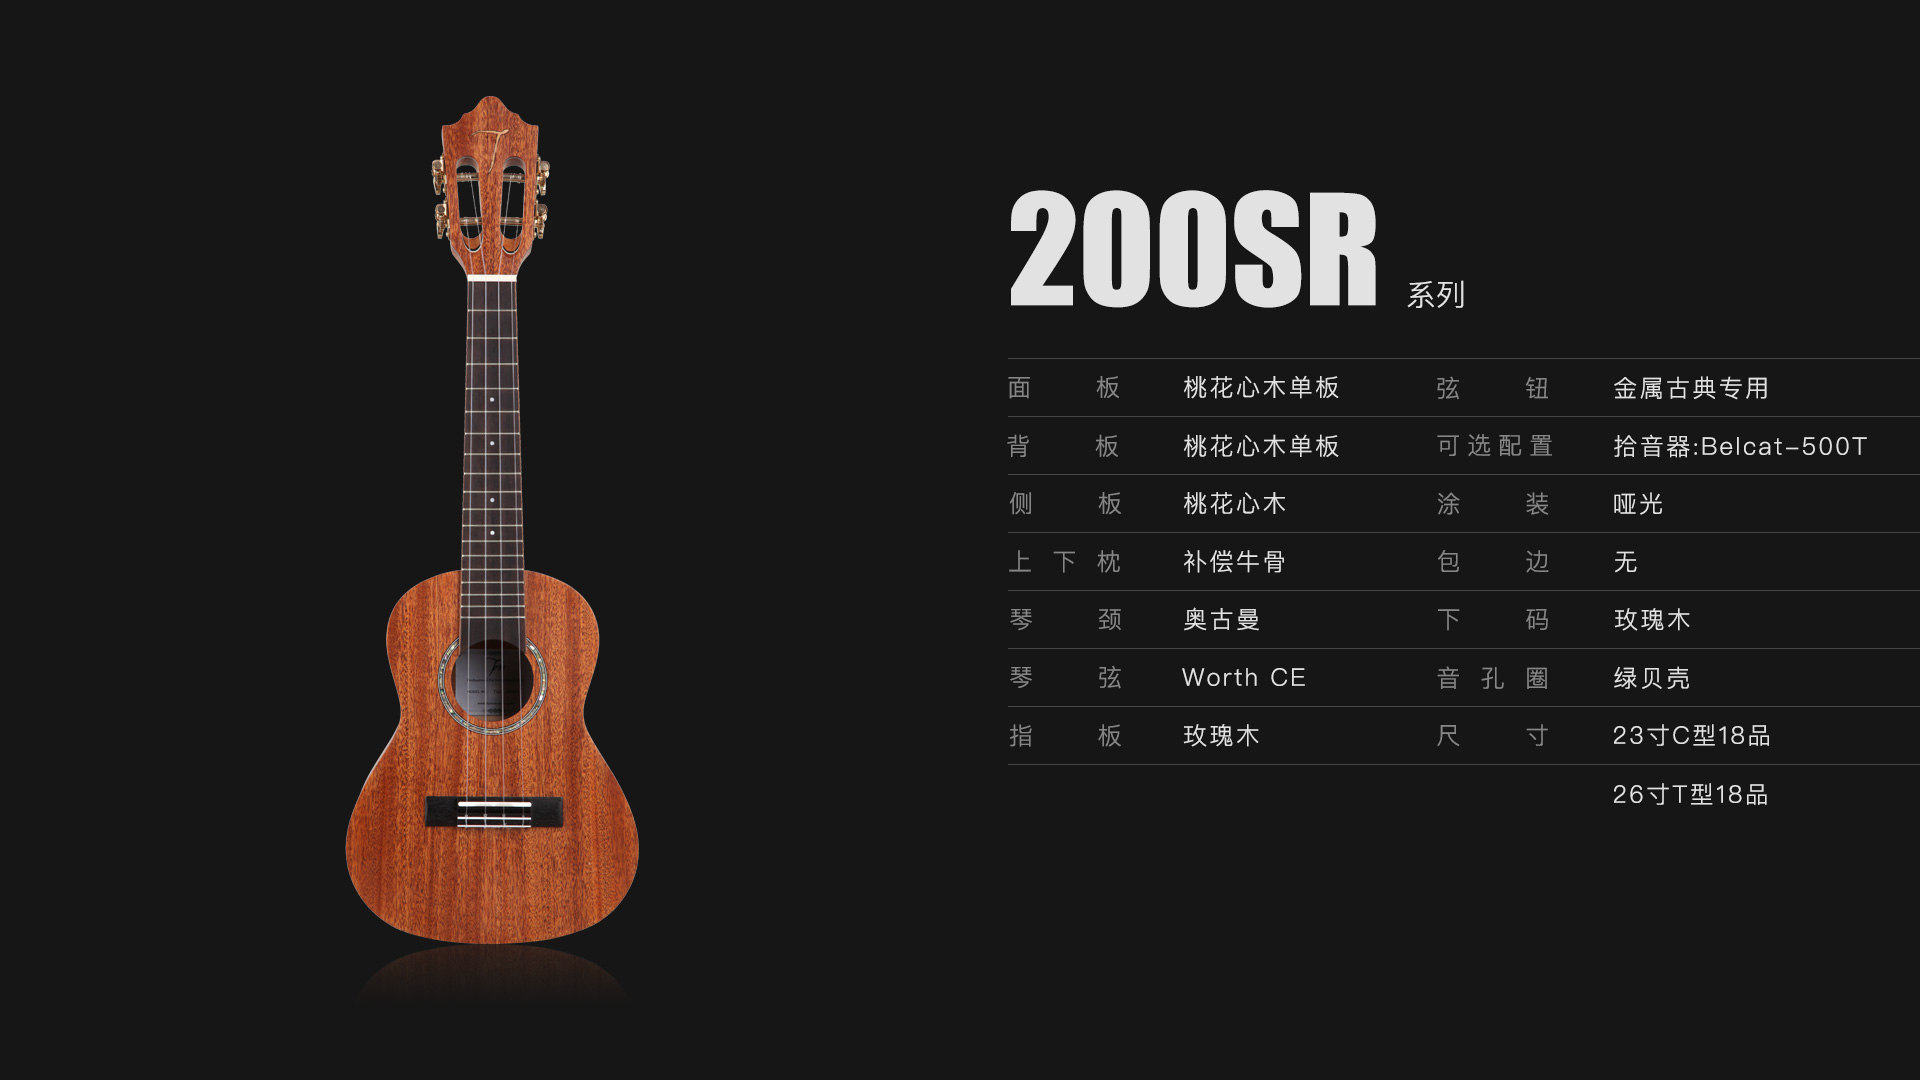 200SR 系列
面板 桃花心木单板 弦钮 金属古典专用
背板 桃花心木单板 可选配置 拾音器:Belcat-500T
侧板 桃花心木 涂装 哑光
上下枕 补偿牛骨 包边 无
琴颈 奥古曼 下码 玫瑰木
琴弦 Worth CE 音孔圈 绿贝壳
指板 玫瑰木 尺寸 23寸C型18品
26寸T型18品